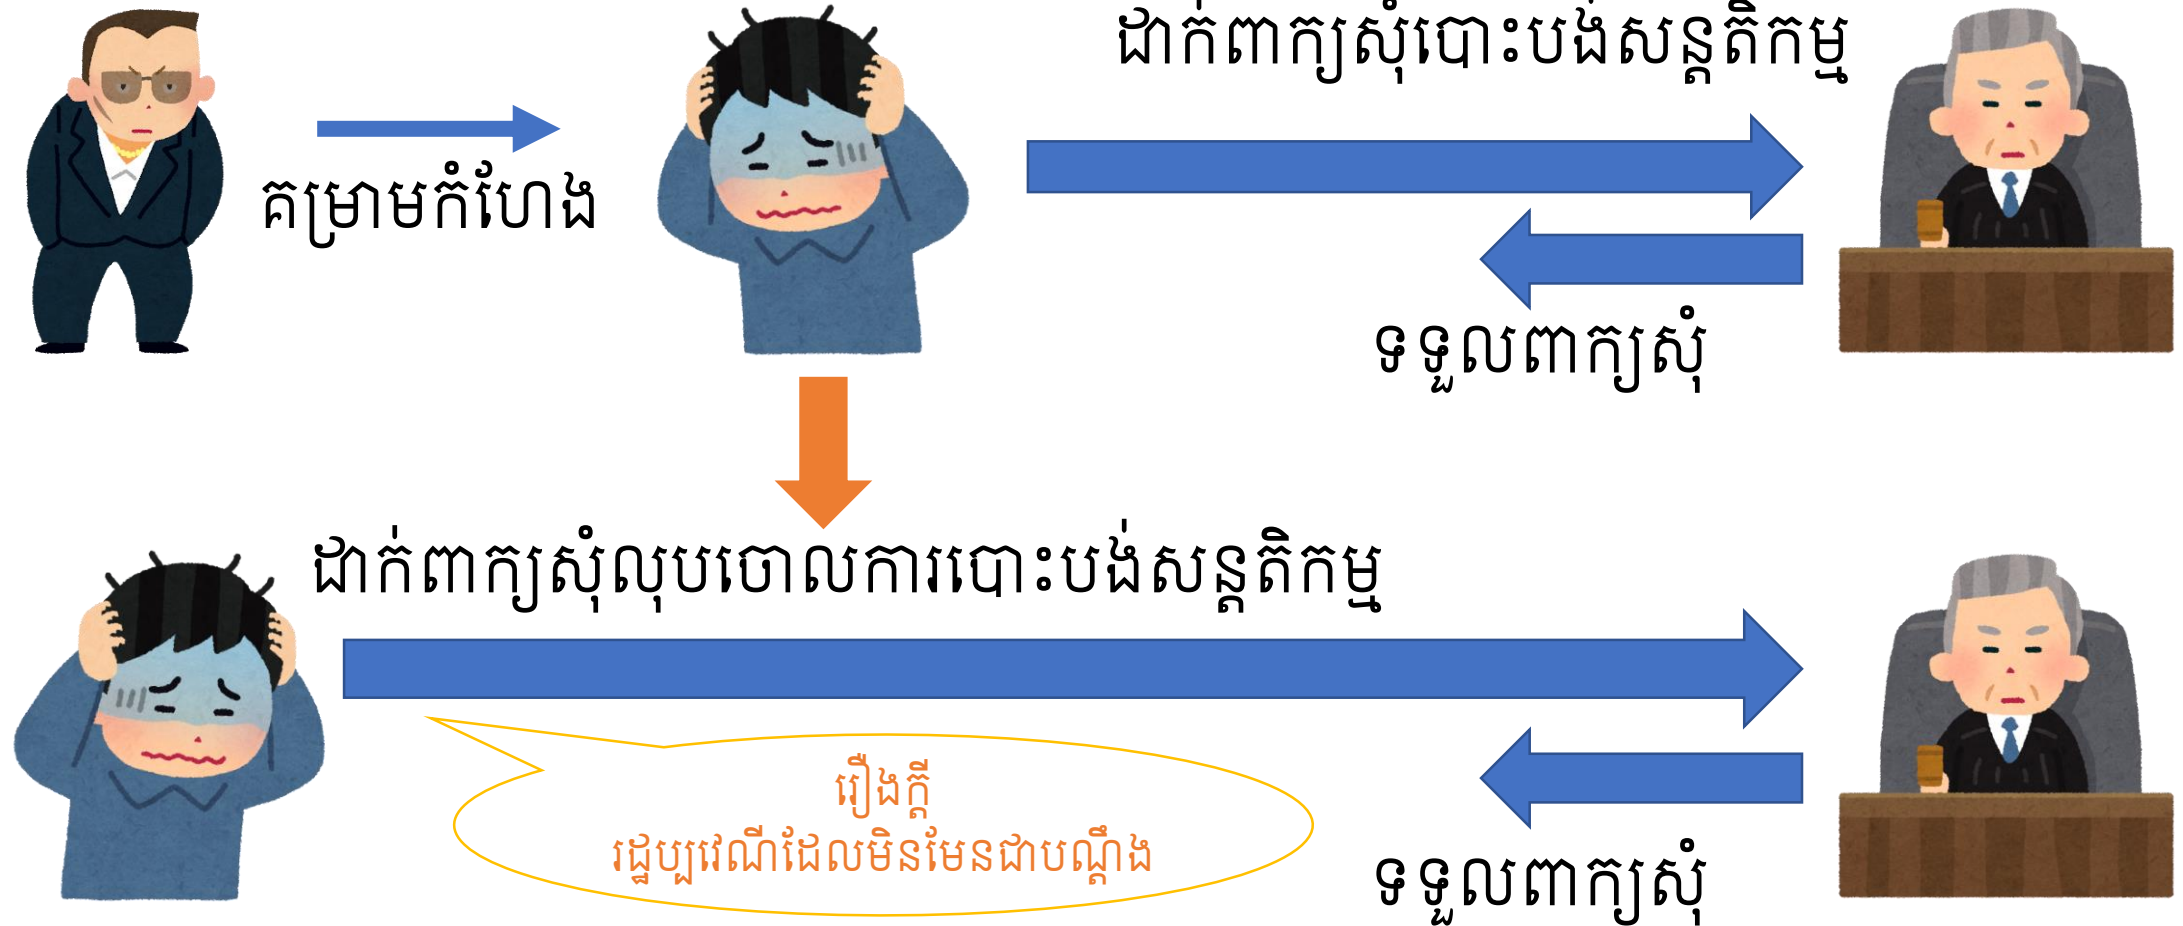 ដាក់ពាក្យសុំបោះបង់សន្តតិកម្ម
គម្រាមកំហែង
ទទួលពាក្យសុំ
ដាក់ពាក្យសុំលុបចោលការបោះបង់សន្តតិកម្ម
រឿងក្តី
រដ្ឋប្បវេណីដែលមិនមែនជាបណ្តឹង
ទទួលពាក្យសុំ